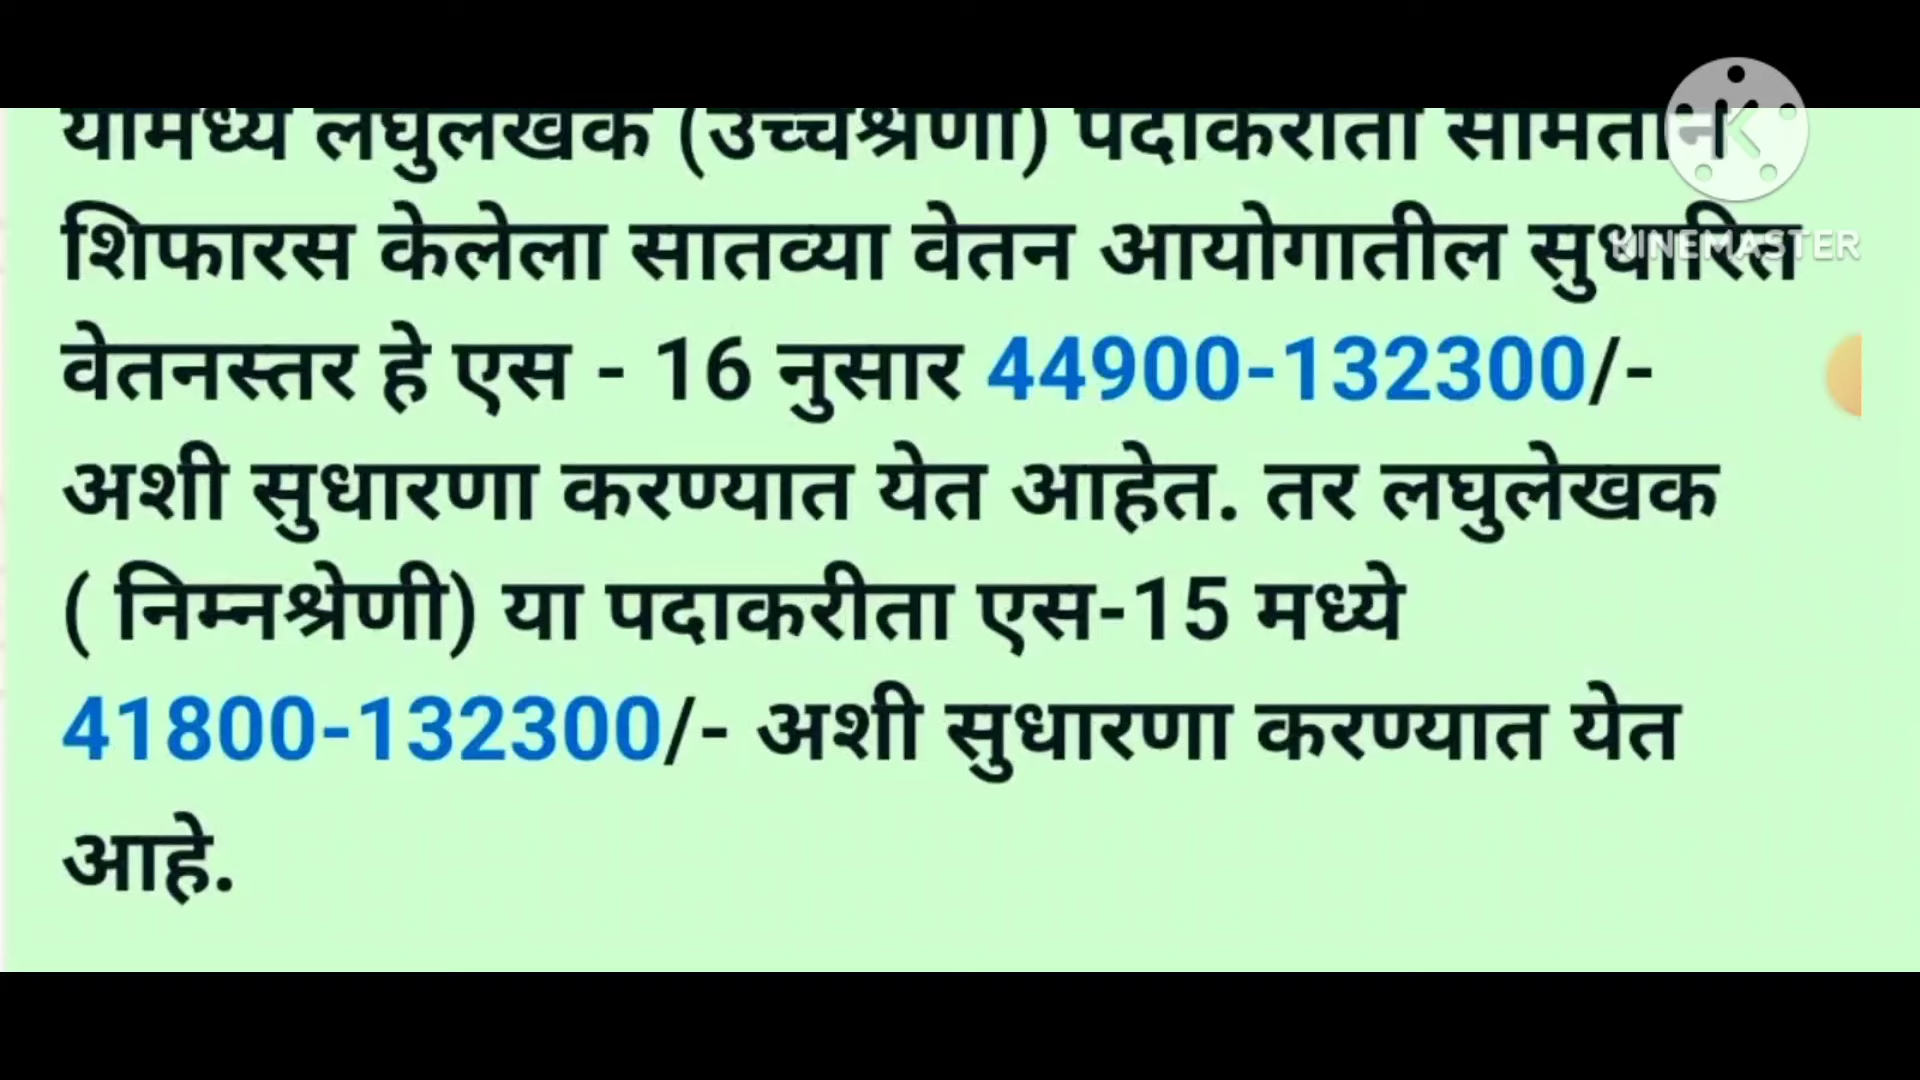 यामध्ये लघुलेखक (उच्चश्रेणी) पदाकरीता समितीने
शिफारस केलेला सातव्या वेतन आयोगातील सुधारित
वेतनस्तर हे एस - 16 नुसार 44900-132300/-
अशी सुधारणा करण्यात येत आहेत. तर लघुलेखक
( निम्नश्रेणी) या पदाकरीता एस-15 मध्ये
41800-132300/- अशी सुधारणा करण्यात येत
आहे.
KINEMASTER